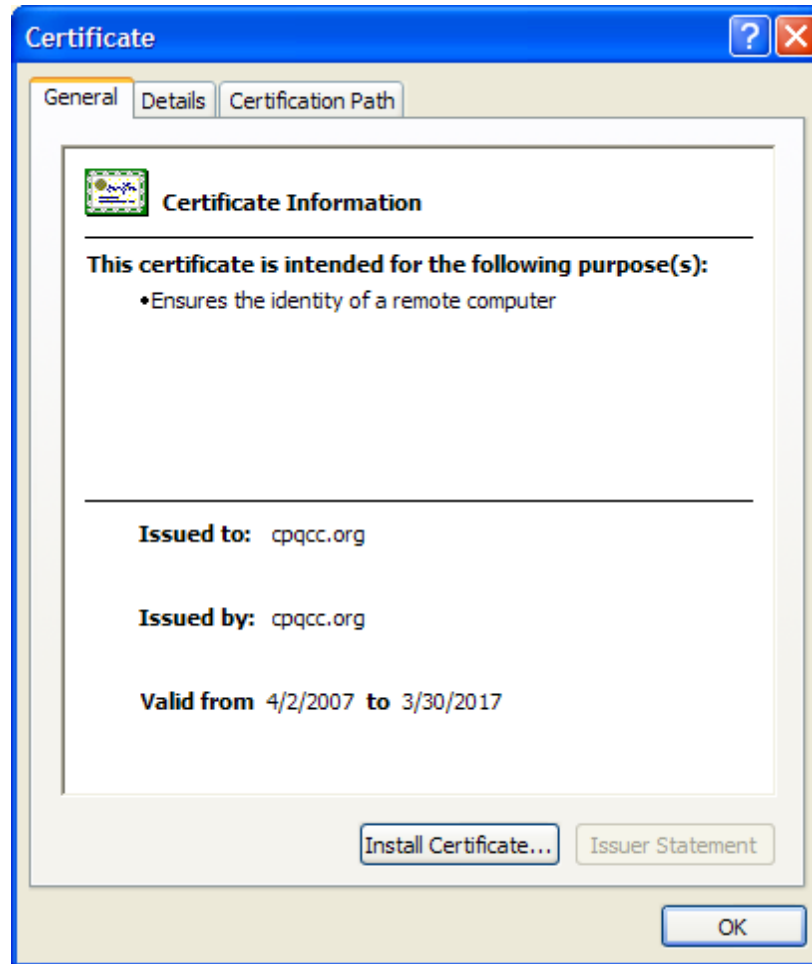 Certificate
General Details Certification Path
Certificate Information
This certificate is intended for the following purpose(s):
•Ensures the identity of a remote computer
Issued to: cpqcc.org
Issued by: cpqcc.org
Valid from 4/2/2007 to 3/30/2017
Install Certificate... Issuer Statement
OK